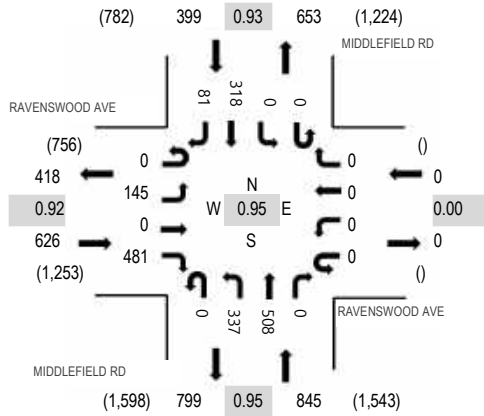 (782) 399 0.93 653 (1,224)
MIDDLEFIELD RD
81 318 0 0
RAVENSWOOD AVE
(756)
0 0 ()
418 0
145 N 0
0.92 W 0.95 E 0.00
0 0
626 S 0
481 0
(1,253) ()
0 337 508 0
RAVENSWOOD AVE
MIDDLEFIELD RD
(1,598) 799 0.95 845 (1,543)